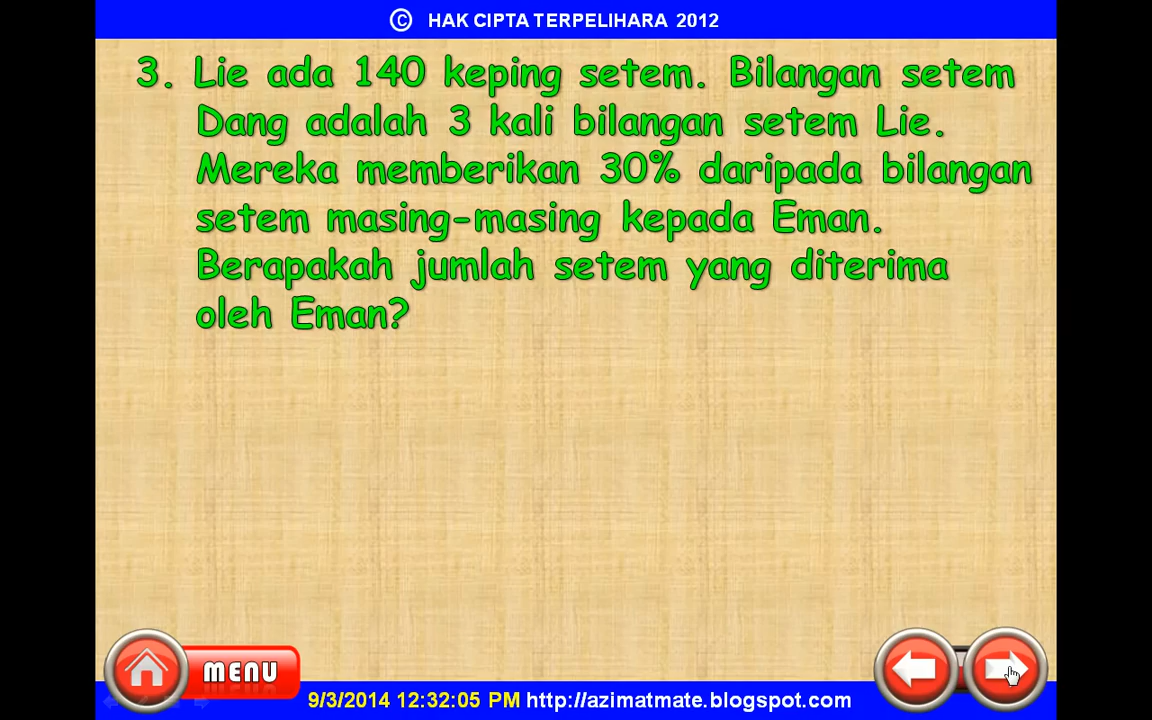 © HAK CIPTA TERPELIHARA 2012
3. Lie ada 140 keping setem. Bilangan setem
Dang adalah 3 kali bilangan setem Lie.
Mereka memberikan 30% daripada bilangan
setem masing-masing kepada Eman.
Berapakah jumlah setem yang diterima
oleh Eman?
MENU
9/3/2014 12:32:05 PM http://azimatmate.blogspot.com